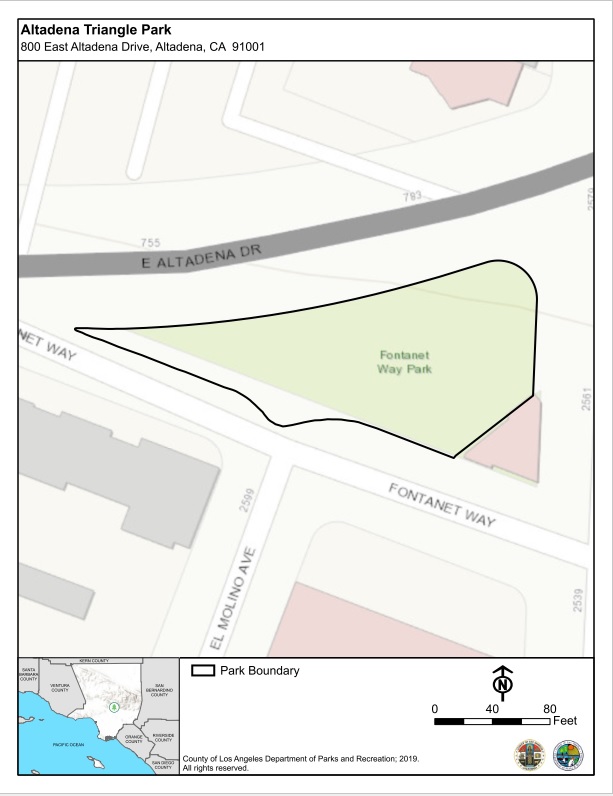 Altadena Triangle Park
800 East Altadena Drive, Altadena, CA 91001
783
755
E ALTADENA DR
NET WAY
Fontanet
Way Park
2561
2599
FONTANET WAY
EL MOLINO AVE
2539
KERN COUNTY
SANTA
BARBARA
COUNTY
VENTURA
COUNTY
SAN
BERNARDINO
COUNTY
ORANGE
COUNTY
RIVERSIDE
COUNTY
PACIFIC OCEAN
SAN DIEGO
COUNTY
Park Boundary
N
0 40 80
Feet
County of Los Angeles Department of Parks and Recreation; 2019.
All rights reserved.